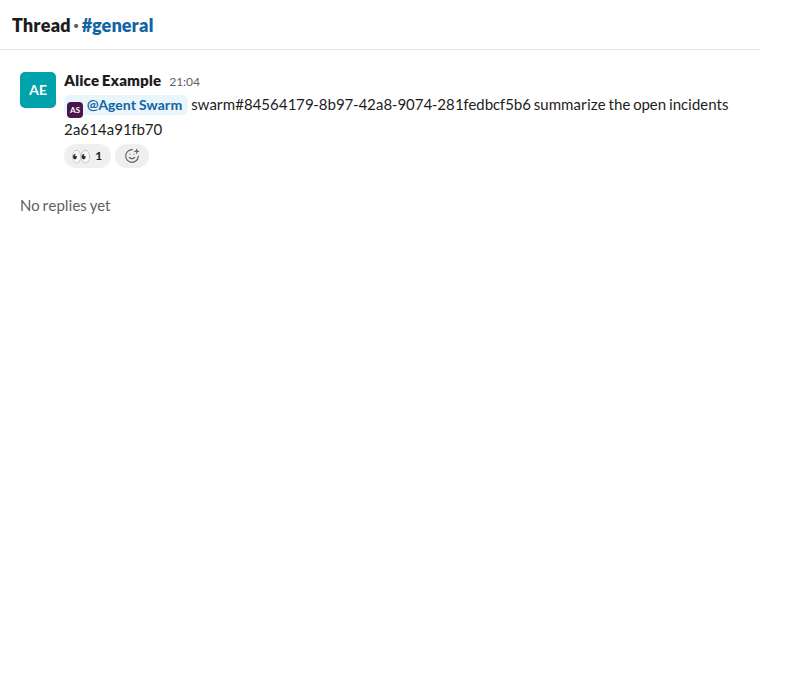 Thread • #general
AE
Alice Example 21:04
AS @Agent Swarm swarm#84564179-8b97-42a8-9074-281fedbcf5b6 summarize the open incidents
2a614a91fb70
👀 1
No replies yet